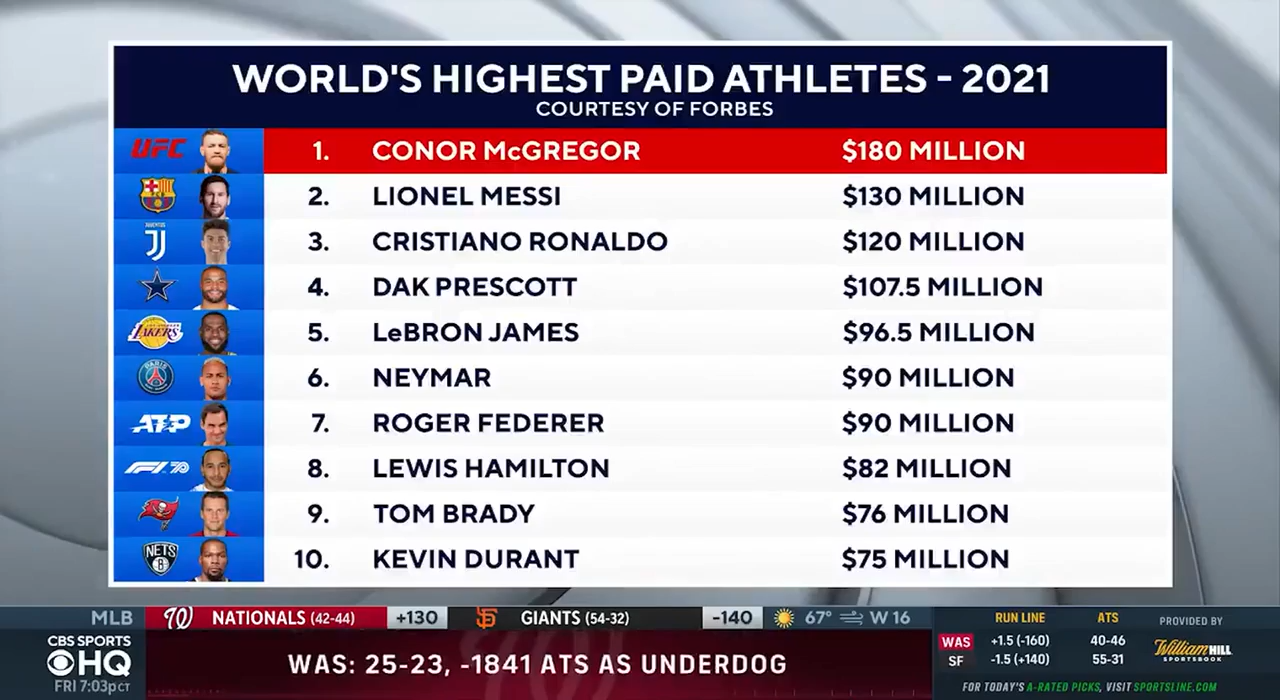 WORLD'S HIGHEST PAID ATHLETES - 2021
COURTESY OF FORBES
UFC 1. CONOR McGREGOR $180 MILLION
2. LIONEL MESSI $130 MILLION
JUVENTUS 3. CRISTIANO RONALDO $120 MILLION
4. DAK PRESCOTT $107.5 MILLION
LAKERS 5. LeBRON JAMES $96.5 MILLION
PARIS 6. NEYMAR $90 MILLION
ATP 7. ROGER FEDERER $90 MILLION
F1 70 8. LEWIS HAMILTON $82 MILLION
9. TOM BRADY $76 MILLION
NETS B 10. KEVIN DURANT $75 MILLION
MLB W NATIONALS (42-44) +130 SF GIANTS (54-32) -140 67° W 16
RUN LINE ATS PROVIDED BY
WAS +1.5 (-160) 40-46 William HILL
SPORTSBOOK
SF -1.5 (+140) 55-31
CBS SPORTS
HQ
FRI 7:03P CT
WAS: 25-23, -1841 ATS AS UNDERDOG
FOR TODAY'S A-RATED PICKS, VISIT SPORTSLINE.COM